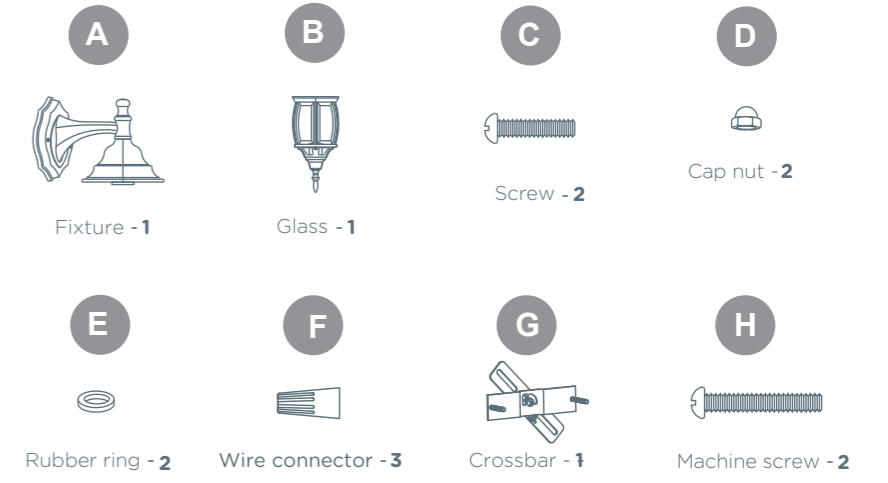 A
B
C
D
Fixture - 1
Glass - 1
Screw - 2
Cap nut - 2
E
F
G
H
Rubber ring - 2
Wire connector - 3
Crossbar - 1
Machine screw - 2